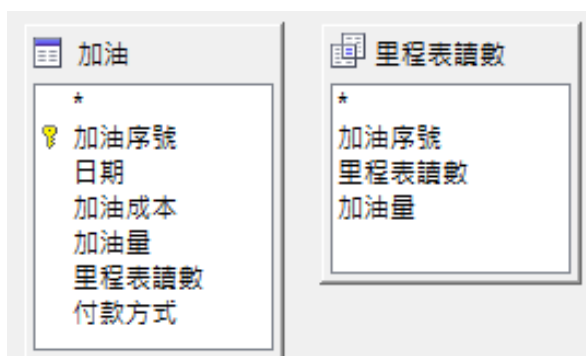 加油
*
加油序號
日期
加油成本
加油量
里程表讀數
付款方式
里程表讀數
*
加油序號
里程表讀數
加油量